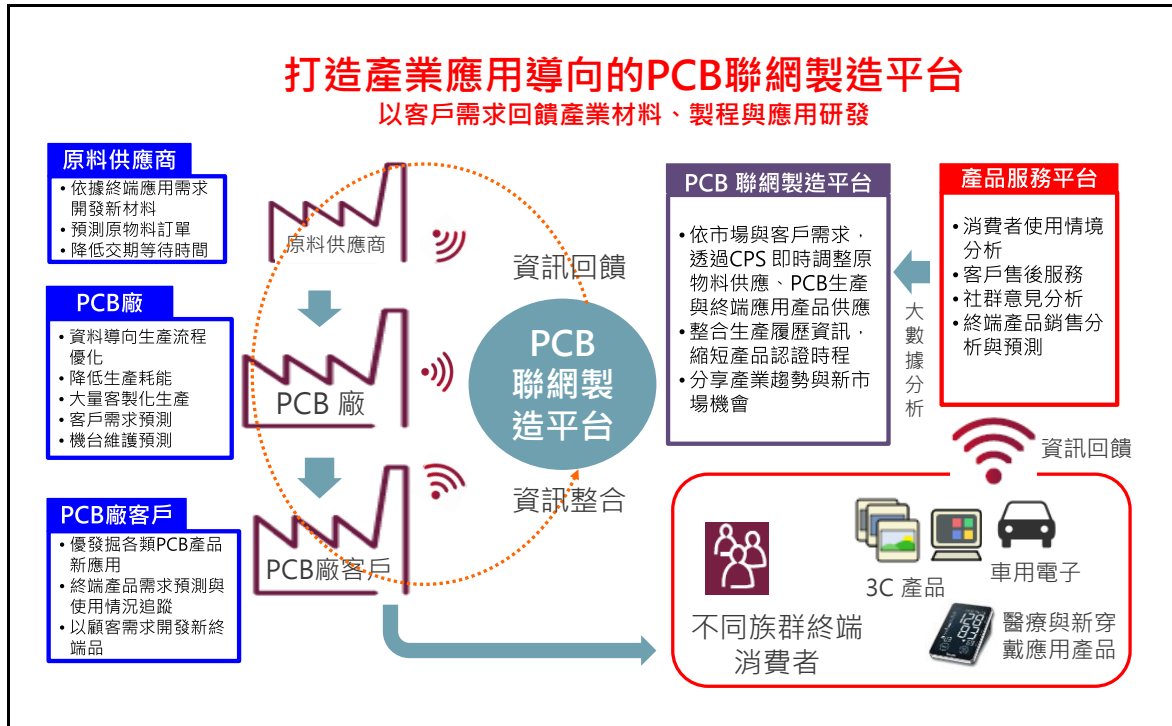 打造產業應用導向的PCB聯網製造平台
以客戶需求回饋產業材料、製程與應用研發
原料供應商
• 依據終端應用需求
開發新材料
• 預測原物料訂單
• 降低交期等待時間
PCB廠
• 資料導向生產流程
優化
• 降低生產耗能
• 大量客製化生產
• 客戶需求預測
• 機台維護預測
PCB廠客戶
• 優發掘各類PCB產品
新應用
• 終端產品需求預測與
使用情況追蹤
• 以顧客需求開發新終
端品
原料供應商
PCB 廠
PCB廠客戶
資訊回饋
PCB
聯網製
造平台
資訊整合
PCB 聯網製造平台
• 依市場與客戶需求，
透過CPS 即時調整原
物料供應、PCB生產
與終端應用產品供應
• 整合生產履歷資訊，
縮短產品認證時程
• 分享產業趨勢與新市
場機會
大
數
據
分
析
產品服務平台
• 消費者使用情境
分析
• 客戶售後服務
• 社群意見分析
• 終端產品銷售分
析與預測
資訊回饋
不同族群終端
消費者
3C 產品
車用電子
128
83
醫療與新穿
戴應用產品